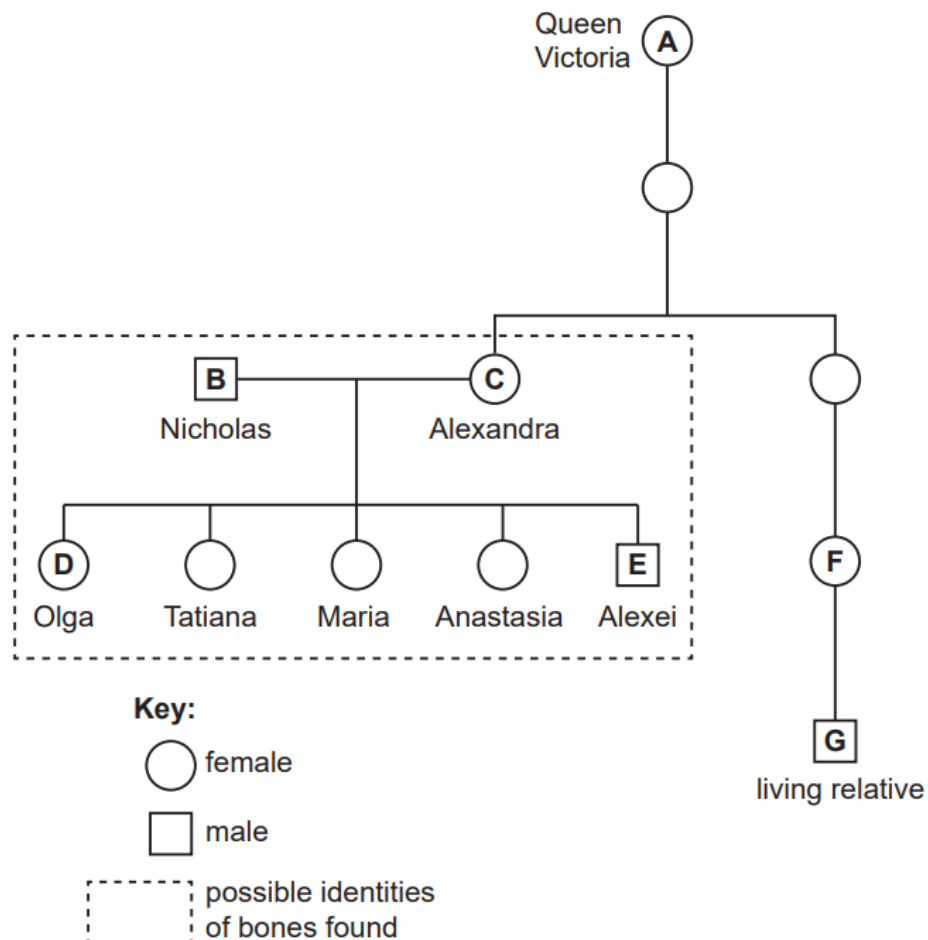 Queen
Victoria
A
B
C
Nicholas
Alexandra
D
E
F
Olga
Tatiana
Maria
Anastasia
Alexei
Key:
female
G
living relative
male
possible identities
of bones found